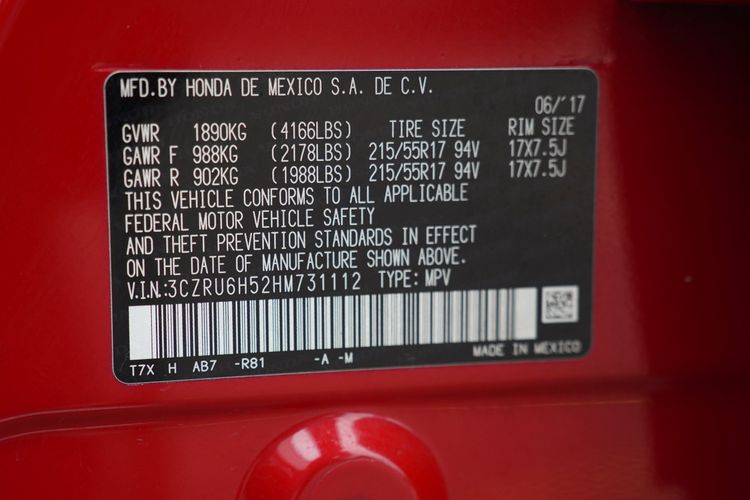 MFD.BY HONDA DE MEXICO S.A. DE C.V.
06/'17
GVWR 1890KG (4166LBS) TIRE SIZE RIM SIZE
GAWR F 988KG (2178LBS) 215/55R17 94V 17X7.5J
GAWR R 902KG (1988LBS) 215/55R17 94V 17X7.5J
THIS VEHICLE CONFORMS TO ALL APPLICABLE
FEDERAL MOTOR VEHICLE SAFETY
AND THEFT PREVENTION STANDARDS IN EFFECT
ON THE DATE OF MANUFACTURE SHOWN ABOVE.
V.I.N.:3CZRU6H52HM731112 TYPE: MPV
T7X H AB7 -R81 -A -M MADE IN MEXICO